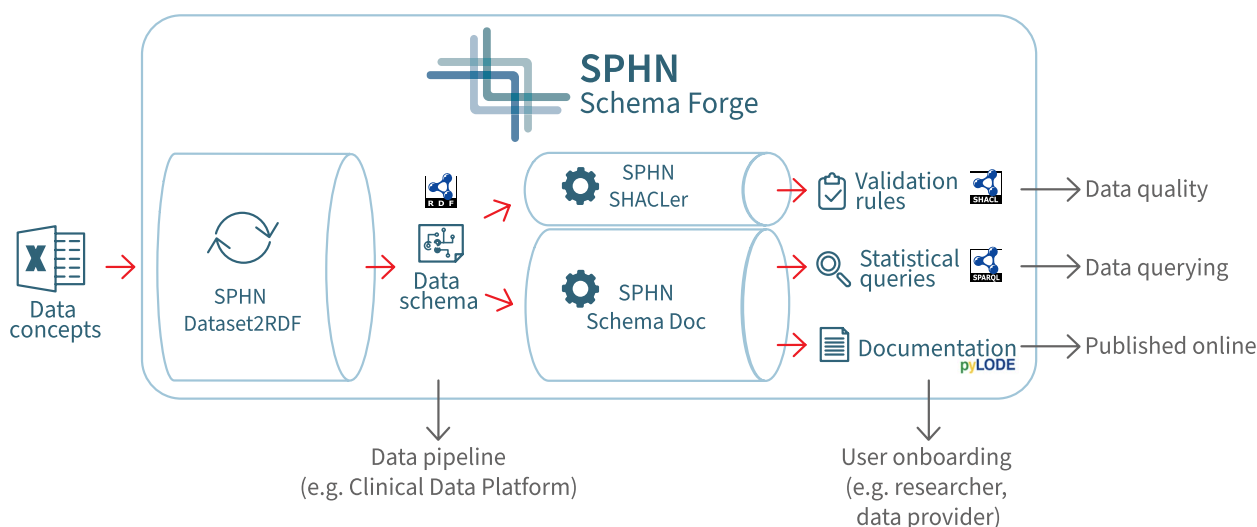 SPHN
Schema Forge
X
Data
concepts
SPHN
Dataset2RDF
RDF
Data
schema
SPHN
SHACLer
SPHN
Schema Doc
Validation
rules
SHACL
Statistical
queries
SPARQL
Documentation
pyLODE
Data quality
Data querying
Published online
Data pipeline
(e.g. Clinical Data Platform)
User onboarding
(e.g. researcher,
data provider)